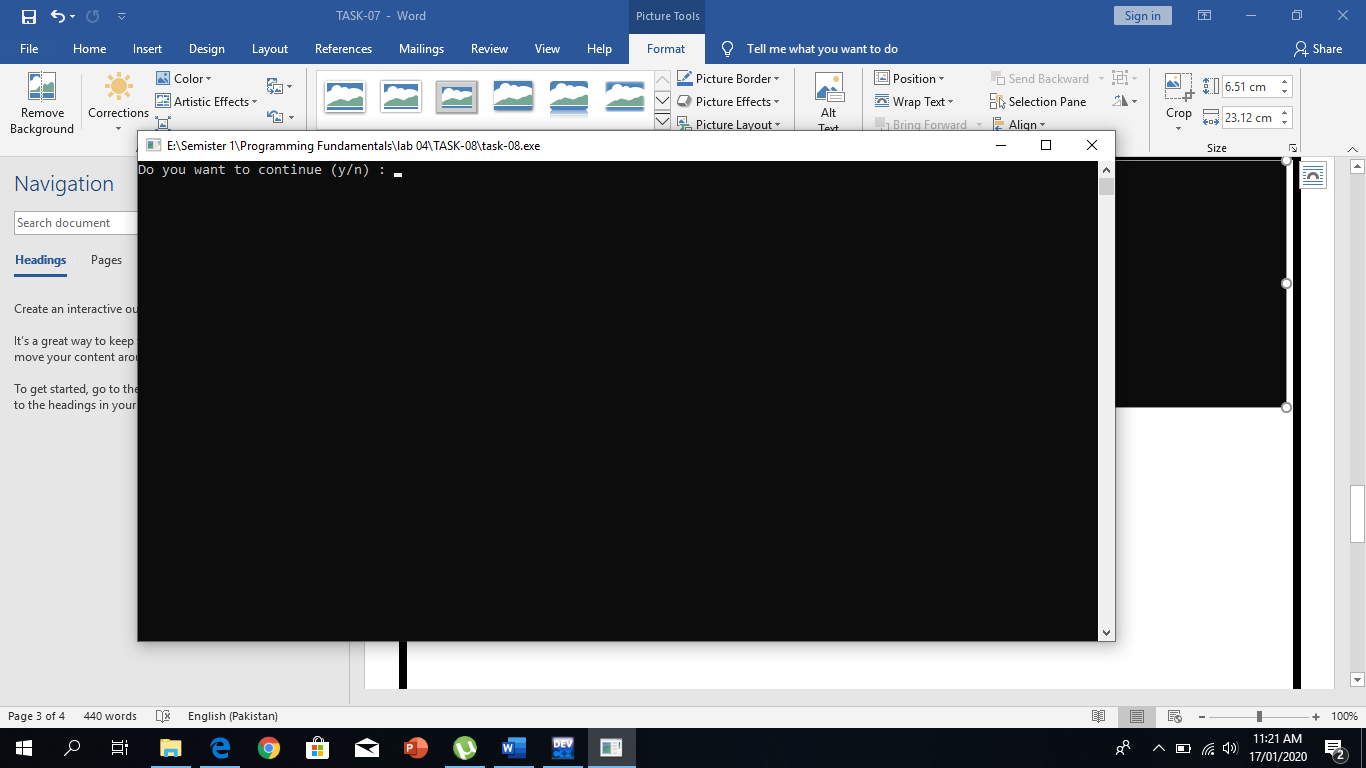 TASK-07 - Word
Picture Tools
Sign in
File Home Insert Design Layout References Mailings Review View Help Format Tell me what you want to do Share
Remove Background
Corrections
Color
Artistic Effects
Picture Border
Picture Effects
Picture Layout
Alt Text
Position
Wrap Text
Bring Forward
Send Backward
Selection Pane
Align
Crop
6.51 cm
23.12 cm
Size
E:\Semister 1\Programming Fundamentals\lab 04\TASK-08\task-08.exe
Do you want to continue (y/n) :
Navigation
Search document
Headings Pages
Create an interactive
It's a great way to keep
move your content
To get started, go to the
to the headings in your
Page 3 of 4 440 words English (Pakistan)
100%
DEV
11:21 AM
17/01/2020
2